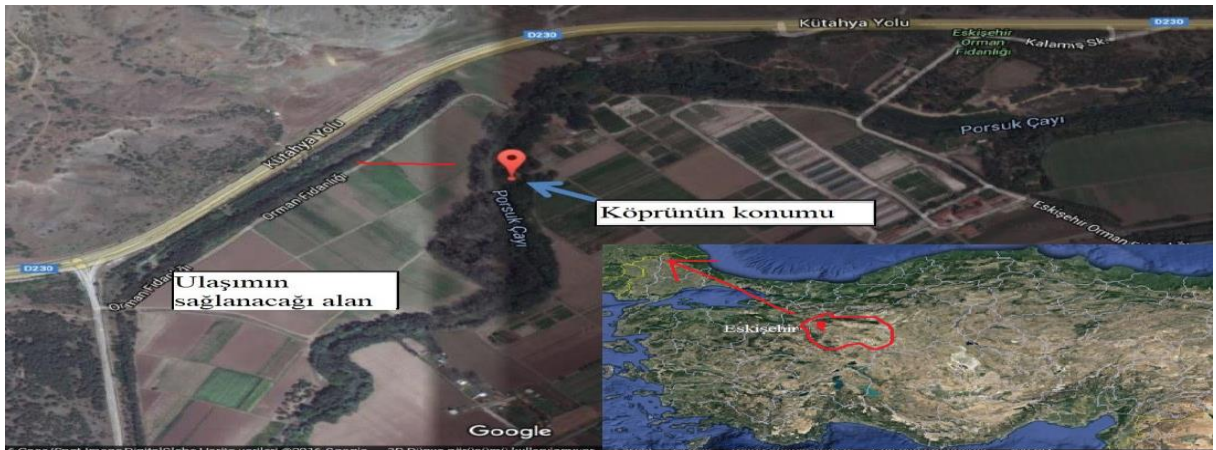 Kütahya Yolu
D230
D230
Eskişehir
Orman
Fidanlığı
Kalamış Sk.
Kütahya Yolu
Porsuk Çayı
Orman Fidanlığı
Porsuk Çayı
Köprünün konumu
Eskişehir Orman
D230
Orman Fidanlığı
Ulaşımın
sağlanacağı alan
Eskişehir
Google